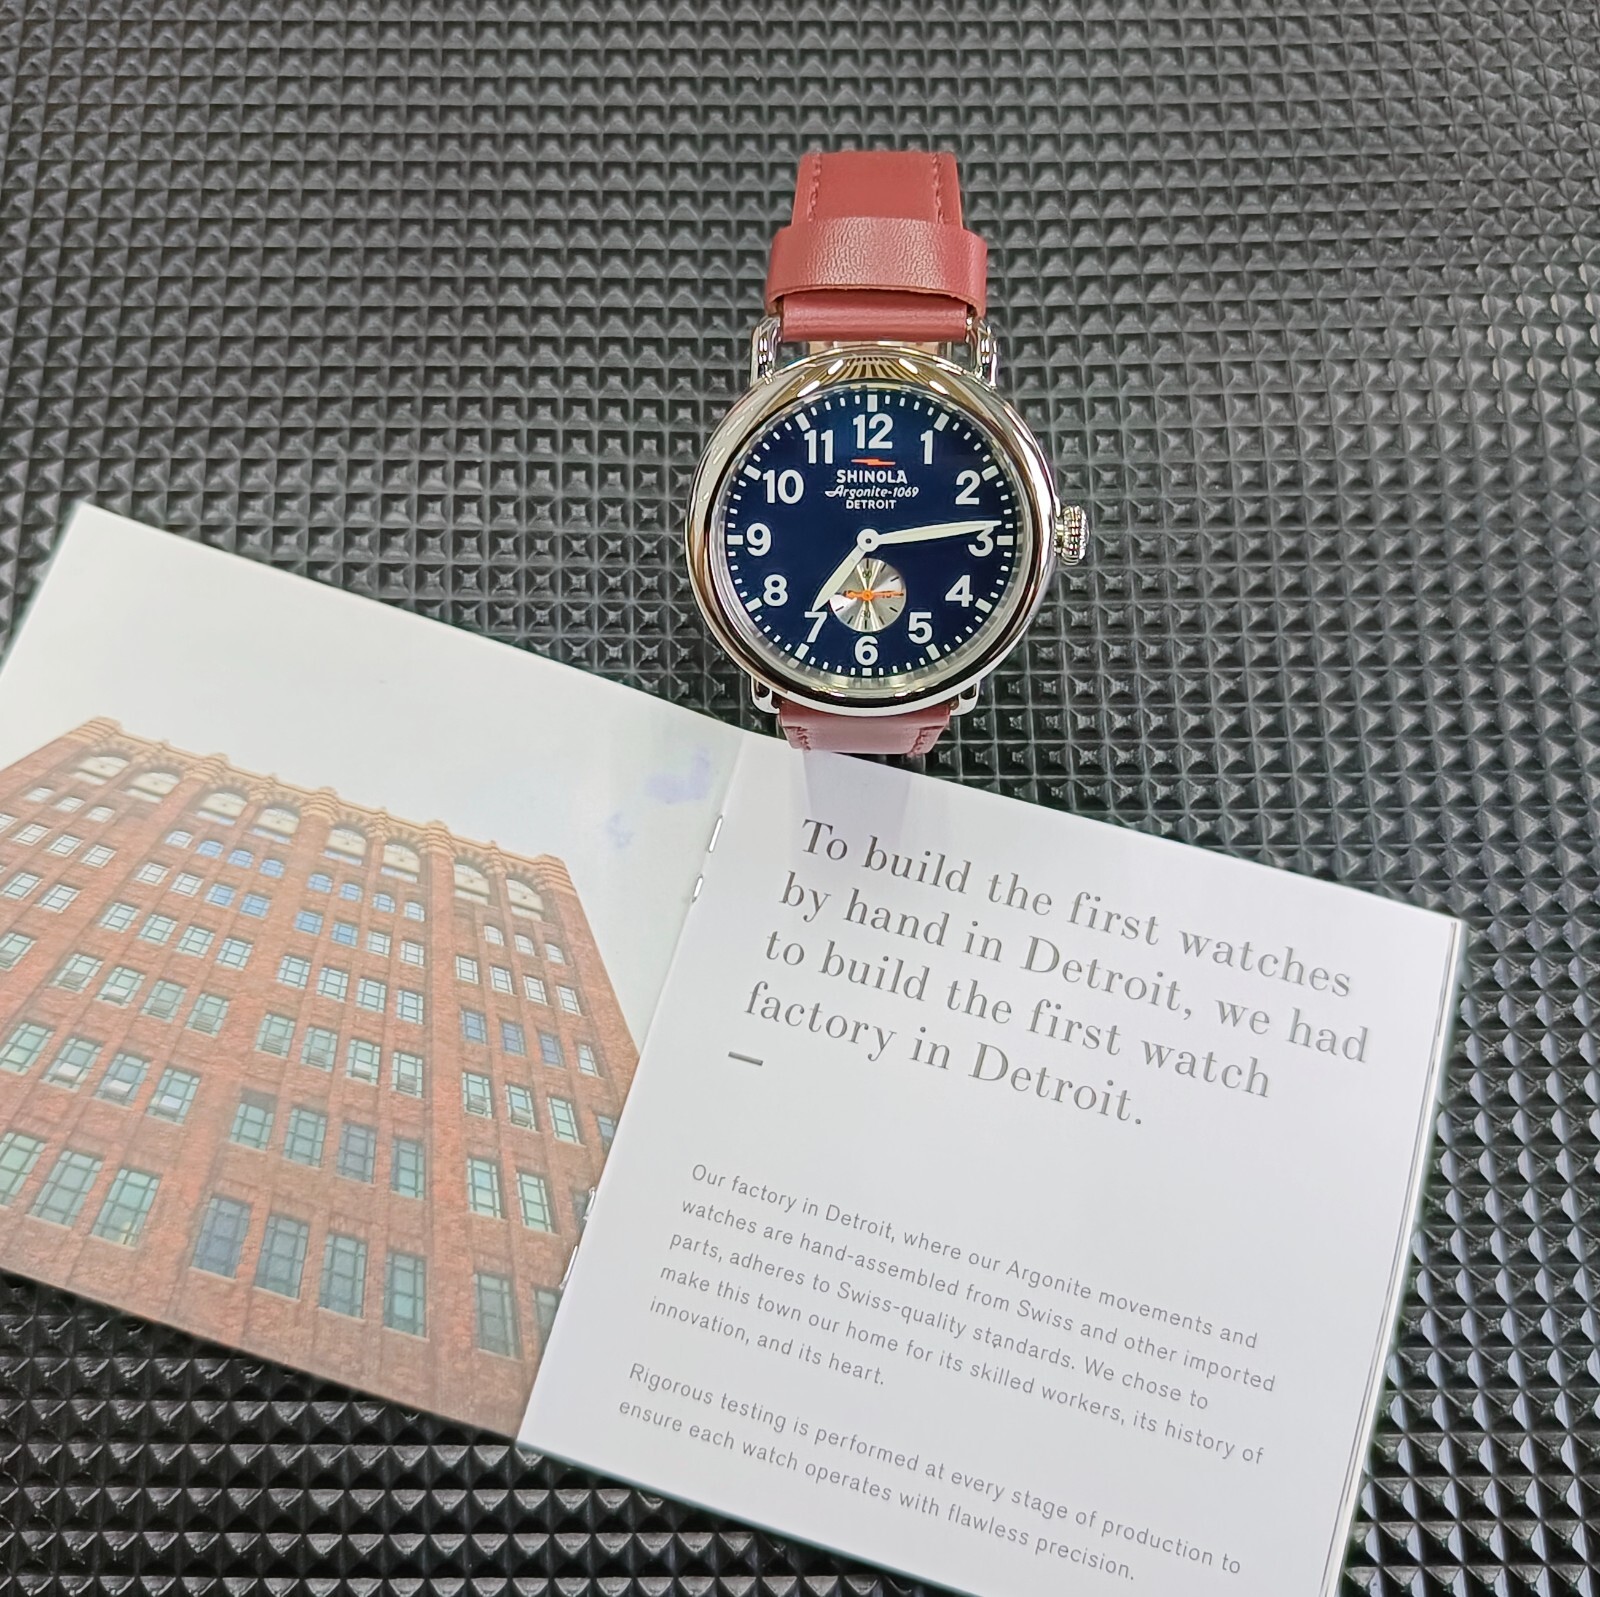 12
11
1
10
2
SHINOLA
Argonite-1069
DETROIT
9
3
8
4
7
5
6
To build the first watches
by hand in Detroit, we had
to build the first watch
factory in Detroit.
Our factory in Detroit, where our Argonite movements and
watches are hand-assembled from Swiss and other imported
parts, adheres to Swiss-quality standards. We chose to
make this town our home for its skilled workers, its history of
innovation, and its heart.
Rigorous testing is performed at every stage of production to
ensure each watch operates with flawless precision.